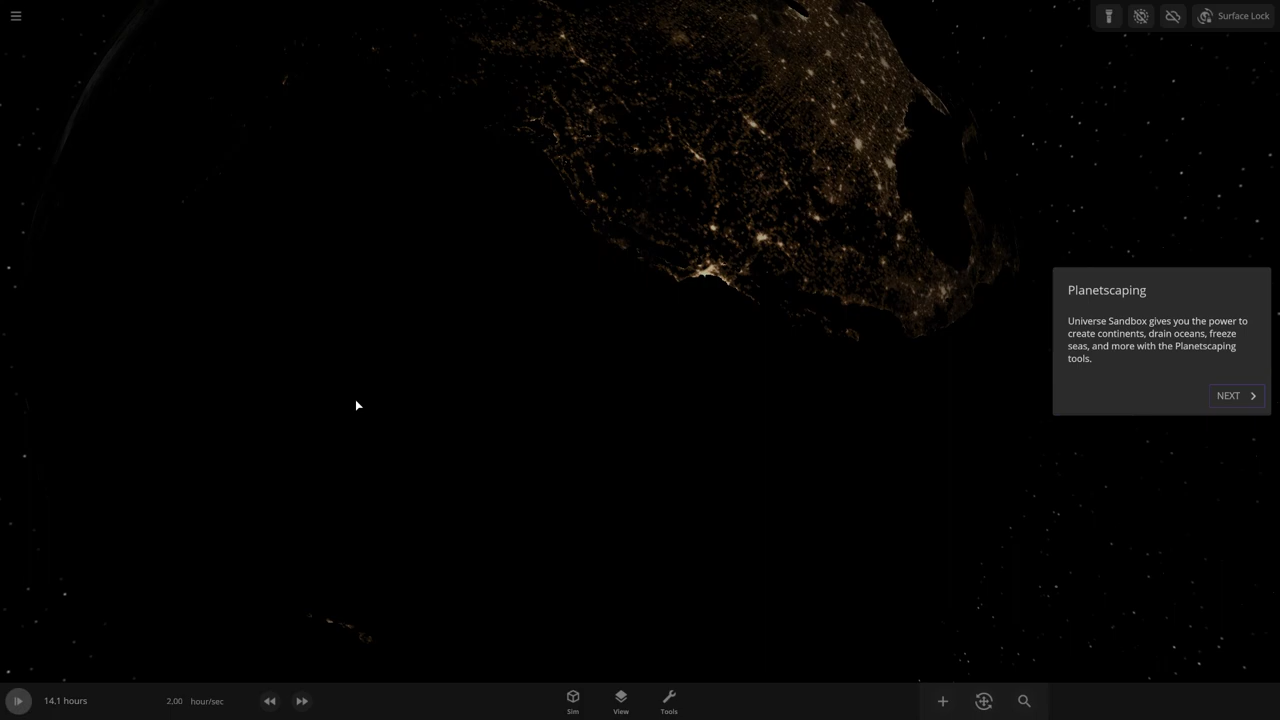 Surface Lock
Planetscaping
Universe Sandbox gives you the power to
create continents, drain oceans, freeze
seas, and more with the Planetscaping
tools.
NEXT
14,1 hours
2,00 hour/sec
Sim
View
Tools